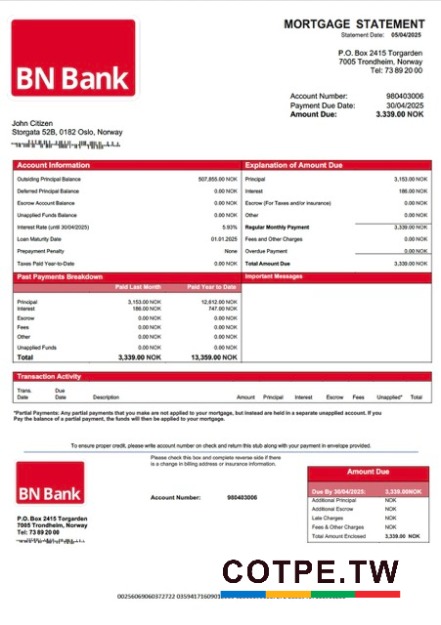 MORTGAGE STATEMENT
Statement Date: 05/04/2025
BN Bank
P.O. Box 2415 Torgarden
7005 Trondheim, Norway
Tel: 73 89 20 00
Account Number: 980403006
Payment Due Date: 30/04/2025
Amount Due: 3.339.00 NOK
John Citizen
Storgata 52B, 0182 Oslo, Norway
Account Information
Outsiding Principal Balance 507,855.00 NOK
Deferred Principal Balance 0.00 NOK
Escrow Account Balance 0.00 NOK
Unapplied Funds Balance 0.00 NOK
Interest Rate (until 30/04/2025) 5.83%
Loan Maturity Date 01.01.2025
Prepayment Penalty None
Taxes Paid Year-to-Date 0.00 NOK
Explanation of Amount Due
Principal 3,153.00 NOK
Interest 186.00 NOK
Escrow (For Taxes and/or insurance) 0.00 NOK
Other 0.00 NOK
Regular Monthly Payment 3,339.00 NOK
Fees and Other Charges 0.00 NOK
Overdue Payment 0.00 NOK
Total Amount Due 3,339.00 NOK
Past Payments Breakdown
Paid Last Month Paid Year to Date
Principal 3,153.00 NOK 12,612.00 NOK
Interest 186.00 NOK 747.00 NOK
Escrow 0.00 NOK 0.00 NOK
Fees 0.00 NOK 0.00 NOK
Other 0.00 NOK 0.00 NOK
Unapplied Funds 0.00 NOK 0.00 NOK
Total 3,339.00 NOK 13,359.00 NOK
Important Messages
Transaction Activity
Trans. Date Due Date Description Amount Principal Interest Escrow Fees Unapplied* Total
*Partial Payments: Any partial payments that you make are not applied to your mortgage, but instead are held in a separate unapplied account. If you
Pay the balance of a partial payment, the funds will then be applied to your mortgage.
To ensure proper credit, please write account number on check and return this stub along with your payment in envelope provided.
Please check this box and complete reverse side if there
is a change in billing address or insurance information.
BN Bank
Account Number: 980403006
P.O. Box 2415 Torgarden
7005 Trondheim, Norway
Tel: 73 89 20 00
Amount Due
Due By 30/04/2025: 3,339.00NOK
Additional Principal NOK
Additional Escrow NOK
Late Charges NOK
Fees & Other Charges NOK
Total Amount Enclosed 3,339.00 NOK
COTPE.TW